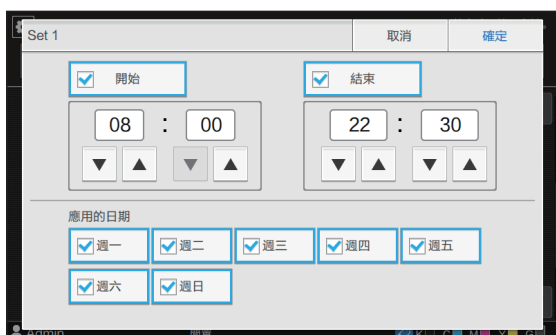 Set 1 取消 確定
開始 結束
08 : 00 22 : 30
應用的日期
週一 週二 週三 週四 週五
週六 週日
Admin